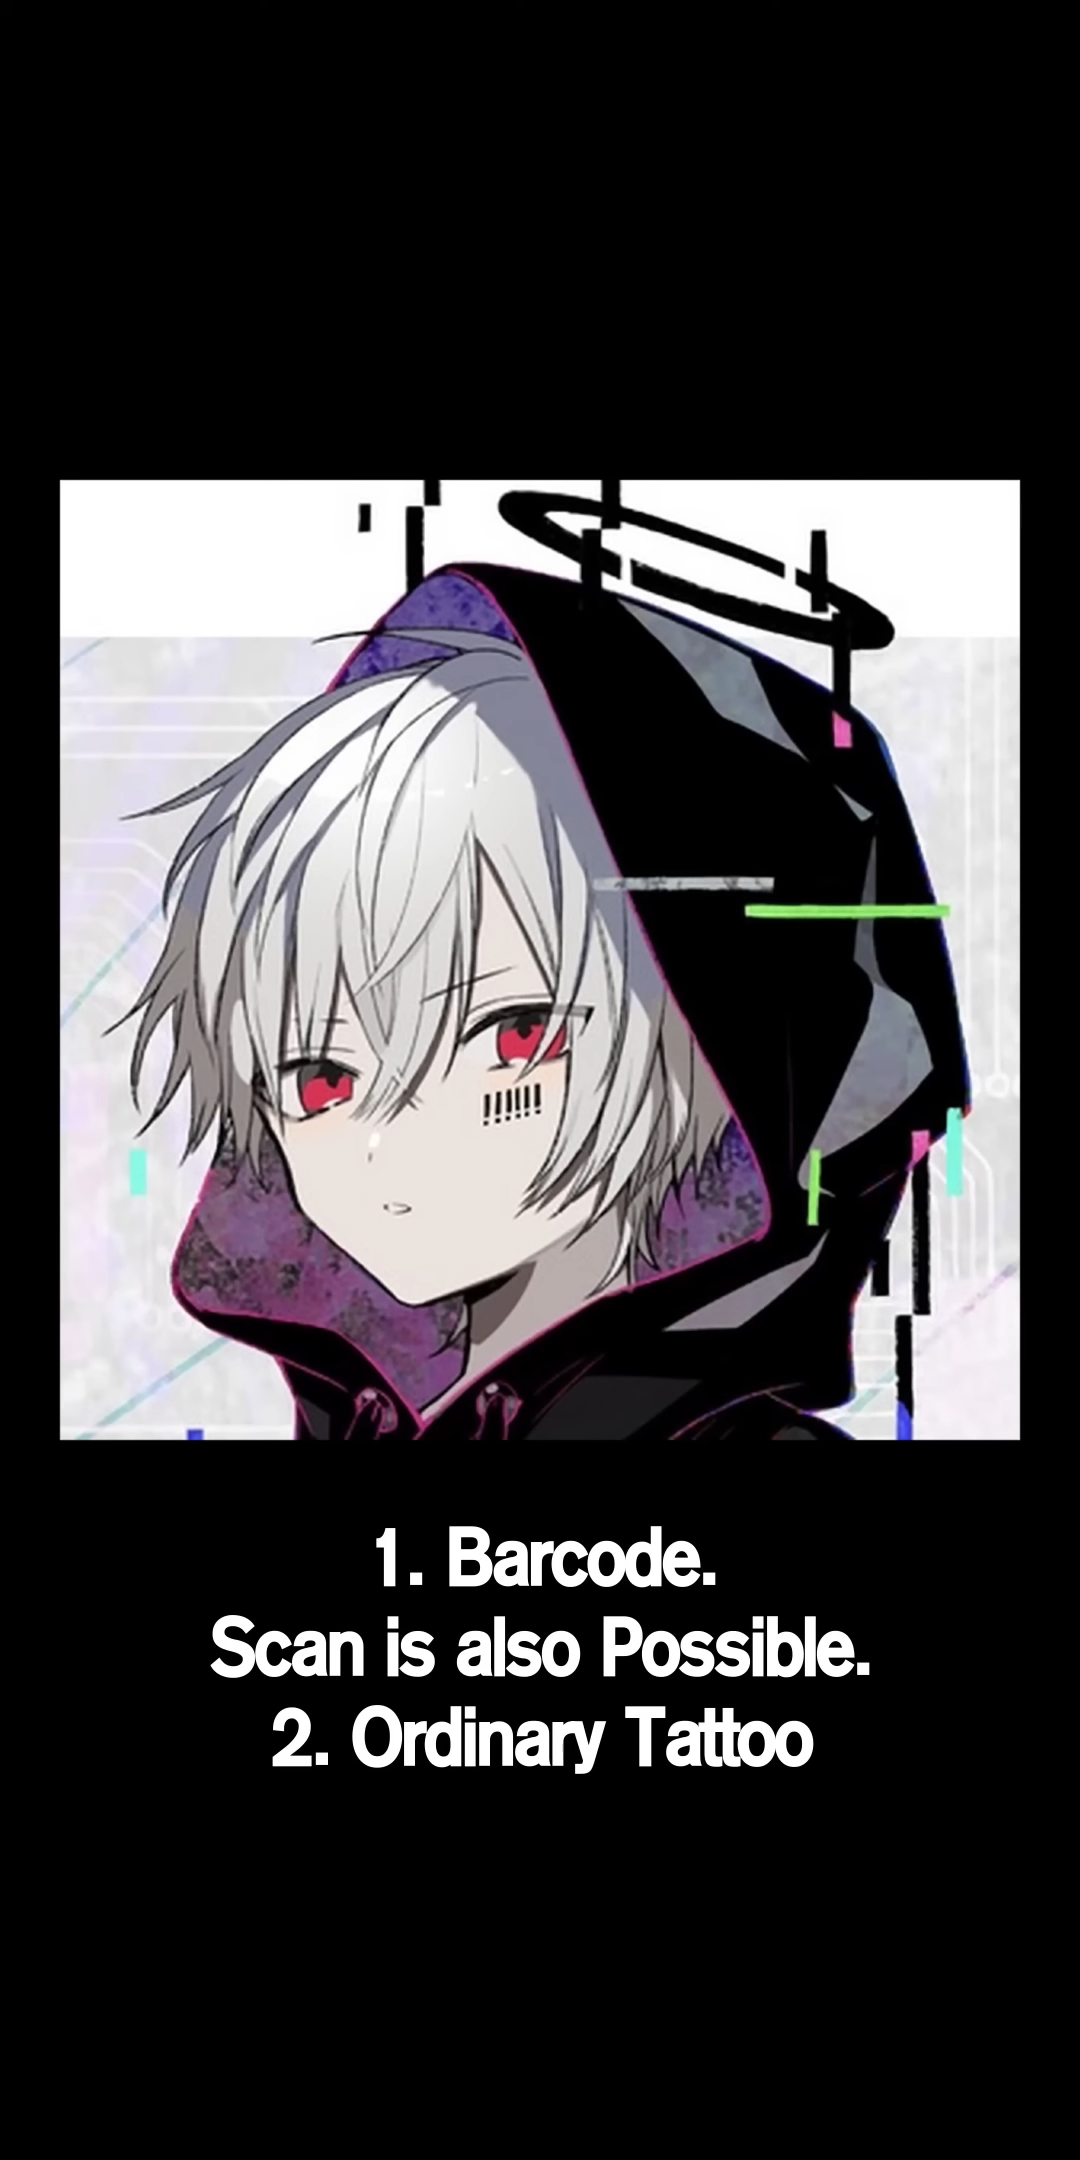 1. Barcode.
Scan is also Possible.
2. Ordinary Tattoo